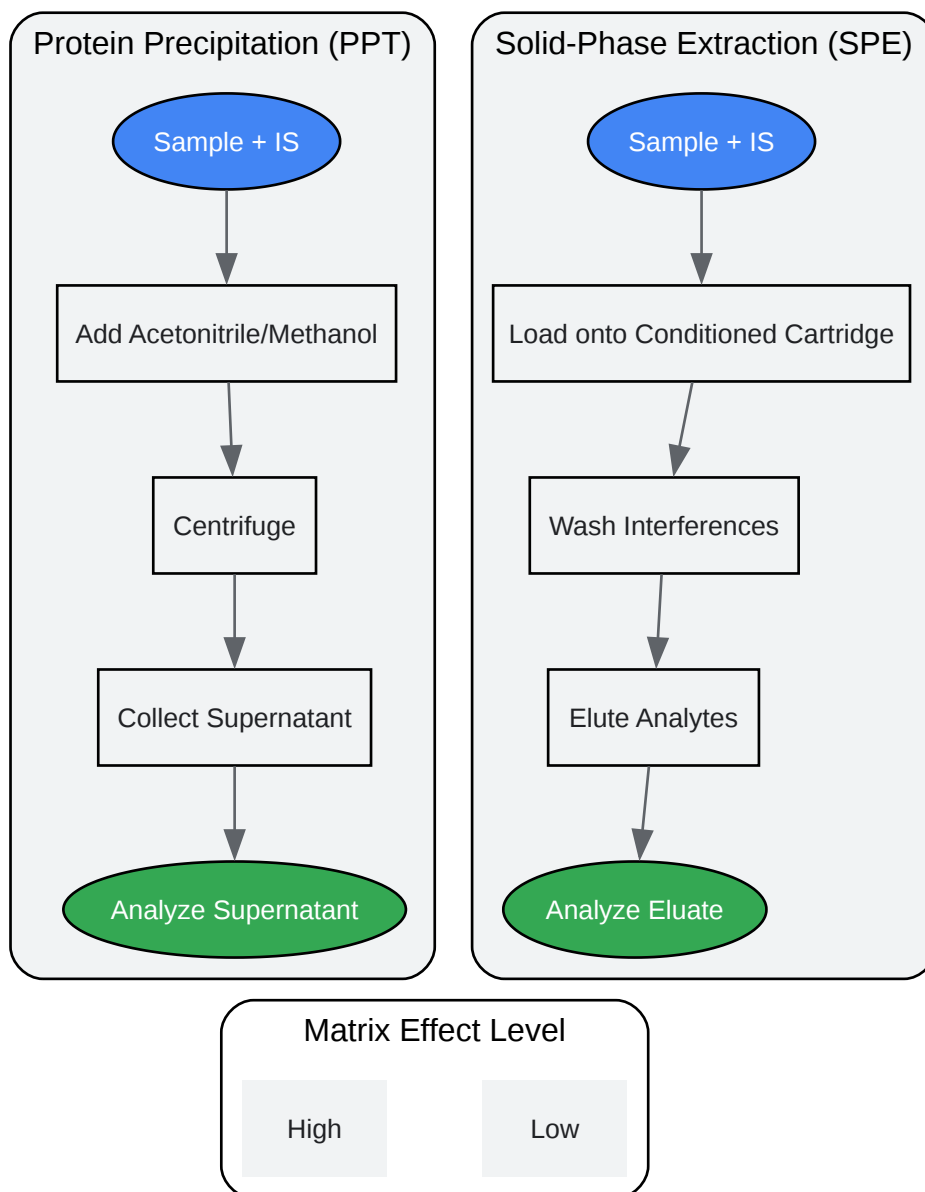 Protein Precipitation (PPT)
Sample + IS
Add Acetonitrile/Methanol
Centrifuge
Collect Supernatant
Analyze Supernatant
Solid-Phase Extraction (SPE)
Sample + IS
Load onto Conditioned Cartridge
Wash Interferences
Elute Analytes
Analyze Eluate
Matrix Effect Level
High
Low